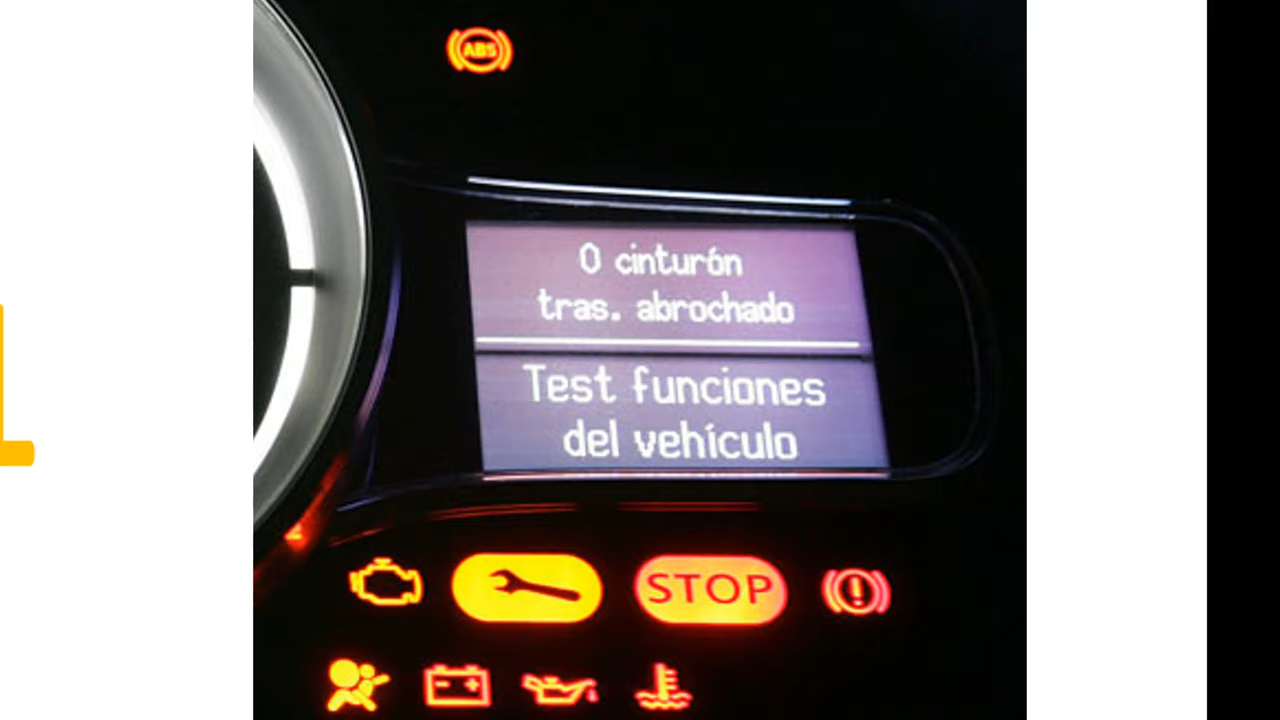 ABS
0 cinturón
tras. abrochado
Test funciones
del vehículo
STOP